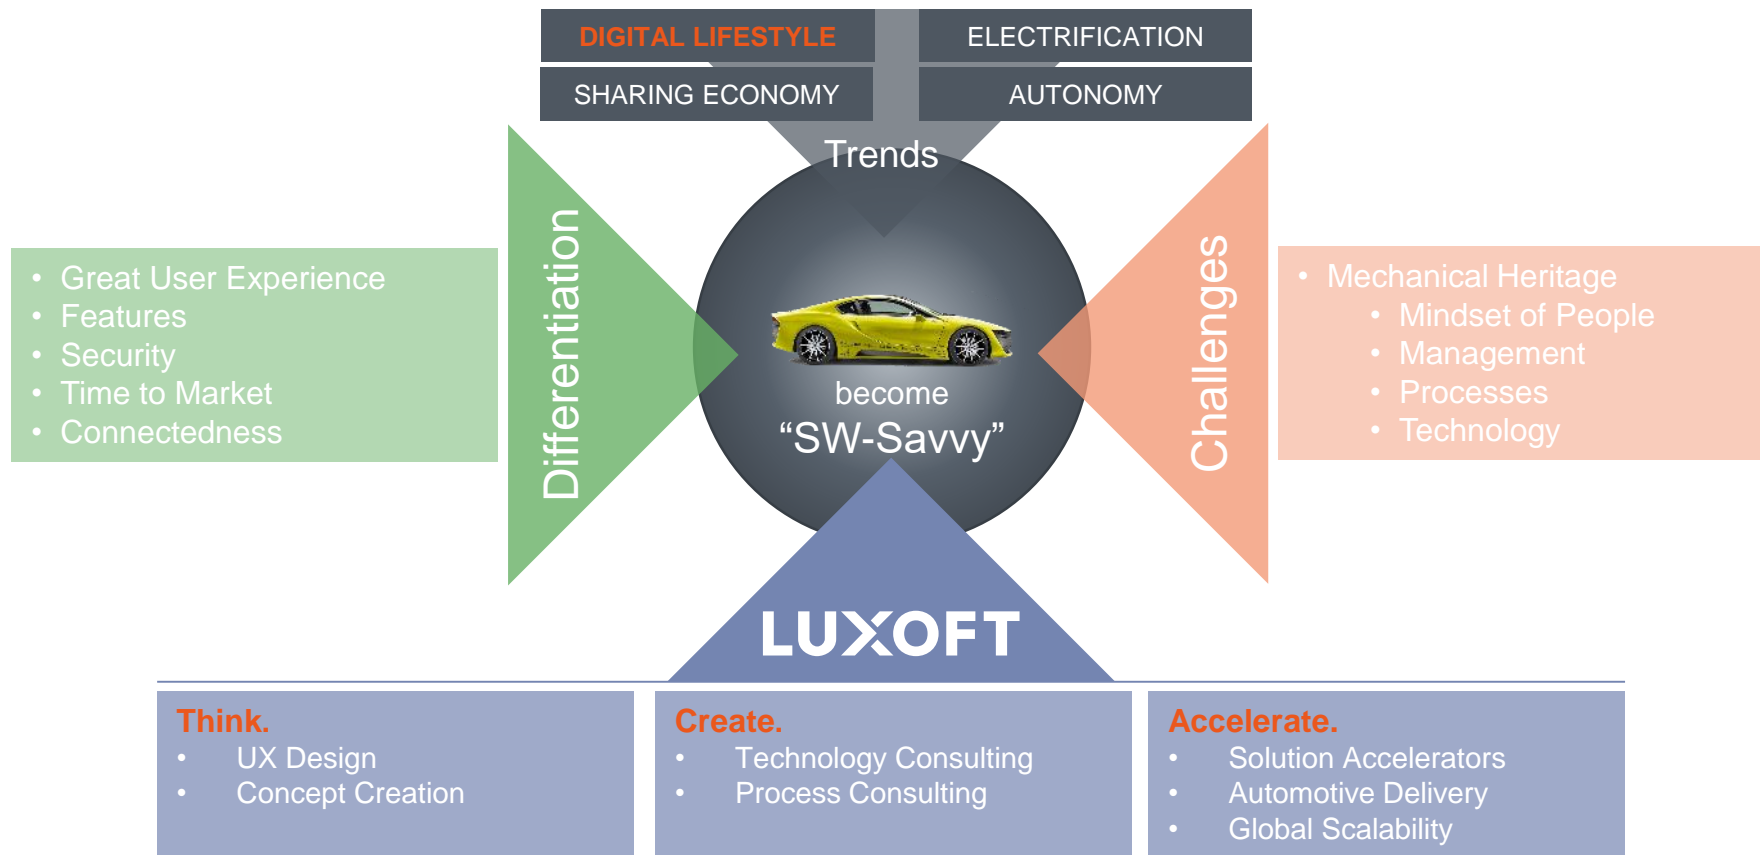 DIGITAL LIFESTYLE
ELECTRIFICATION
SHARING ECONOMY
AUTONOMY
Trends
Differentiation
• Great User Experience
• Features
• Security
• Time to Market
• Connectedness
become
“SW-Savvy”
Challenges
• Mechanical Heritage
• Mindset of People
• Management
• Processes
• Technology
LUXOFT
Think.
• UX Design
• Concept Creation
Create.
• Technology Consulting
• Process Consulting
Accelerate.
• Solution Accelerators
• Automotive Delivery
• Global Scalability